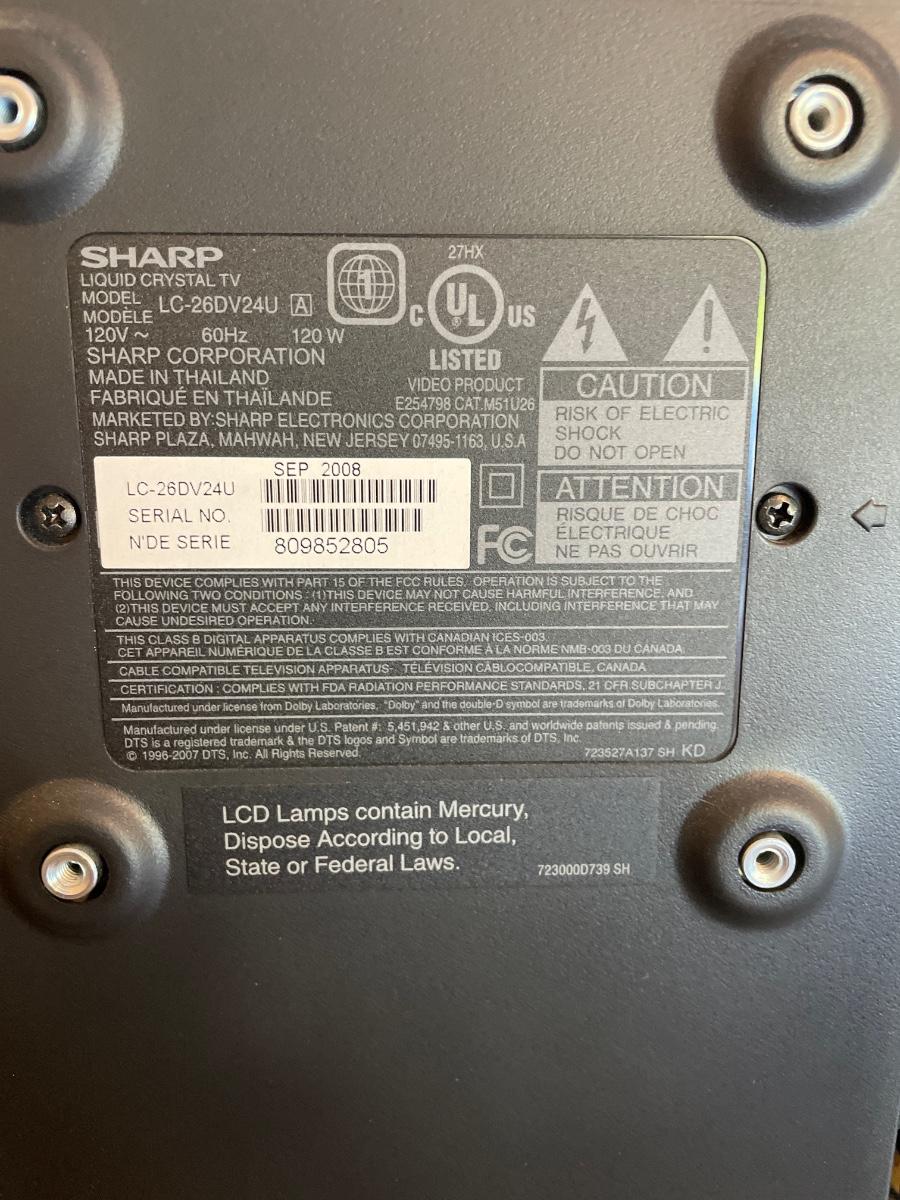 SHARP
LIQUID CRYSTAL TV
MODEL
MODÈLE
LC-26DV24U A
120V ~ 60Hz 120 W
SHARP CORPORATION
MADE IN THAILAND
FABRIQUÉ EN THAÏLANDE
MARKETED BY:SHARP ELECTRONICS CORPORATION
SHARP PLAZA, MAHWAH, NEW JERSEY 07495-1163, U.S.A
1
27HX
C UL US
®
LISTED
VIDEO PRODUCT
E254798 CAT.M51U26
CAUTION
RISK OF ELECTRIC
SHOCK
DO NOT OPEN
ATTENTION
RISQUE DE CHOC
ÉLECTRIQUE
NE PAS OUVRIR
SEP 2008
LC-26DV24U
SERIAL NO.
N'DE SERIE
809852805
FC
THIS DEVICE COMPLIES WITH PART 15 OF THE FCC RULES. OPERATION IS SUBJECT TO THE
FOLLOWING TWO CONDITIONS : (1)THIS DEVICE MAY NOT CAUSE HARMFUL INTERFERENCE, AND
(2)THIS DEVICE MUST ACCEPT ANY INTERFERENCE RECEIVED, INCLUDING INTERFERENCE THAT MAY
CAUSE UNDESIRED OPERATION.
THIS CLASS B DIGITAL APPARATUS COMPLIES WITH CANADIAN ICES-003.
CET APPAREIL NUMÉRIQUE DE LA CLASSE B EST CONFORME À LA NORME NMB-003 DU CANADA.
CABLE COMPATIBLE TELEVISION APPARATUS- TÉLÉVISION CÂBLOCOMPATIBLE, CANADA
CERTIFICATION : COMPLIES WITH FDA RADIATION PERFORMANCE STANDARDS, 21 CFR SUBCHAPTER J.
Manufactured under license from Dolby Laboratories. "Dolby" and the double-D symbol are trademarks of Dolby Laboratories.
Manufactured under license under U.S. Patent #: 5,451,942 & other U.S. and worldwide patents issued & pending.
DTS is a registered trademark & the DTS logos and Symbol are trademarks of DTS, Inc.
© 1996-2007 DTS, Inc. All Rights Reserved.
723527A137 SH KD
LCD Lamps contain Mercury,
Dispose According to Local,
State or Federal Laws.
723000D739 SH